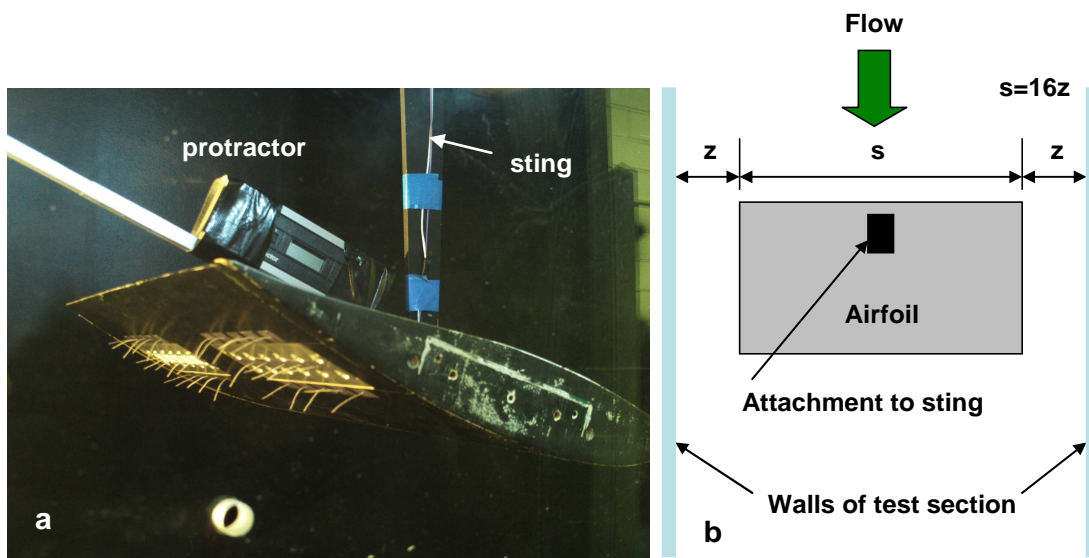 protractor
sting
a
Flow
s=16z
z
s
z
Airfoil
Attachment to sting
Walls of test section
b